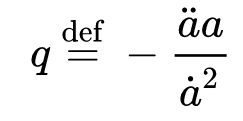 q ≝ − äa / ȧ²